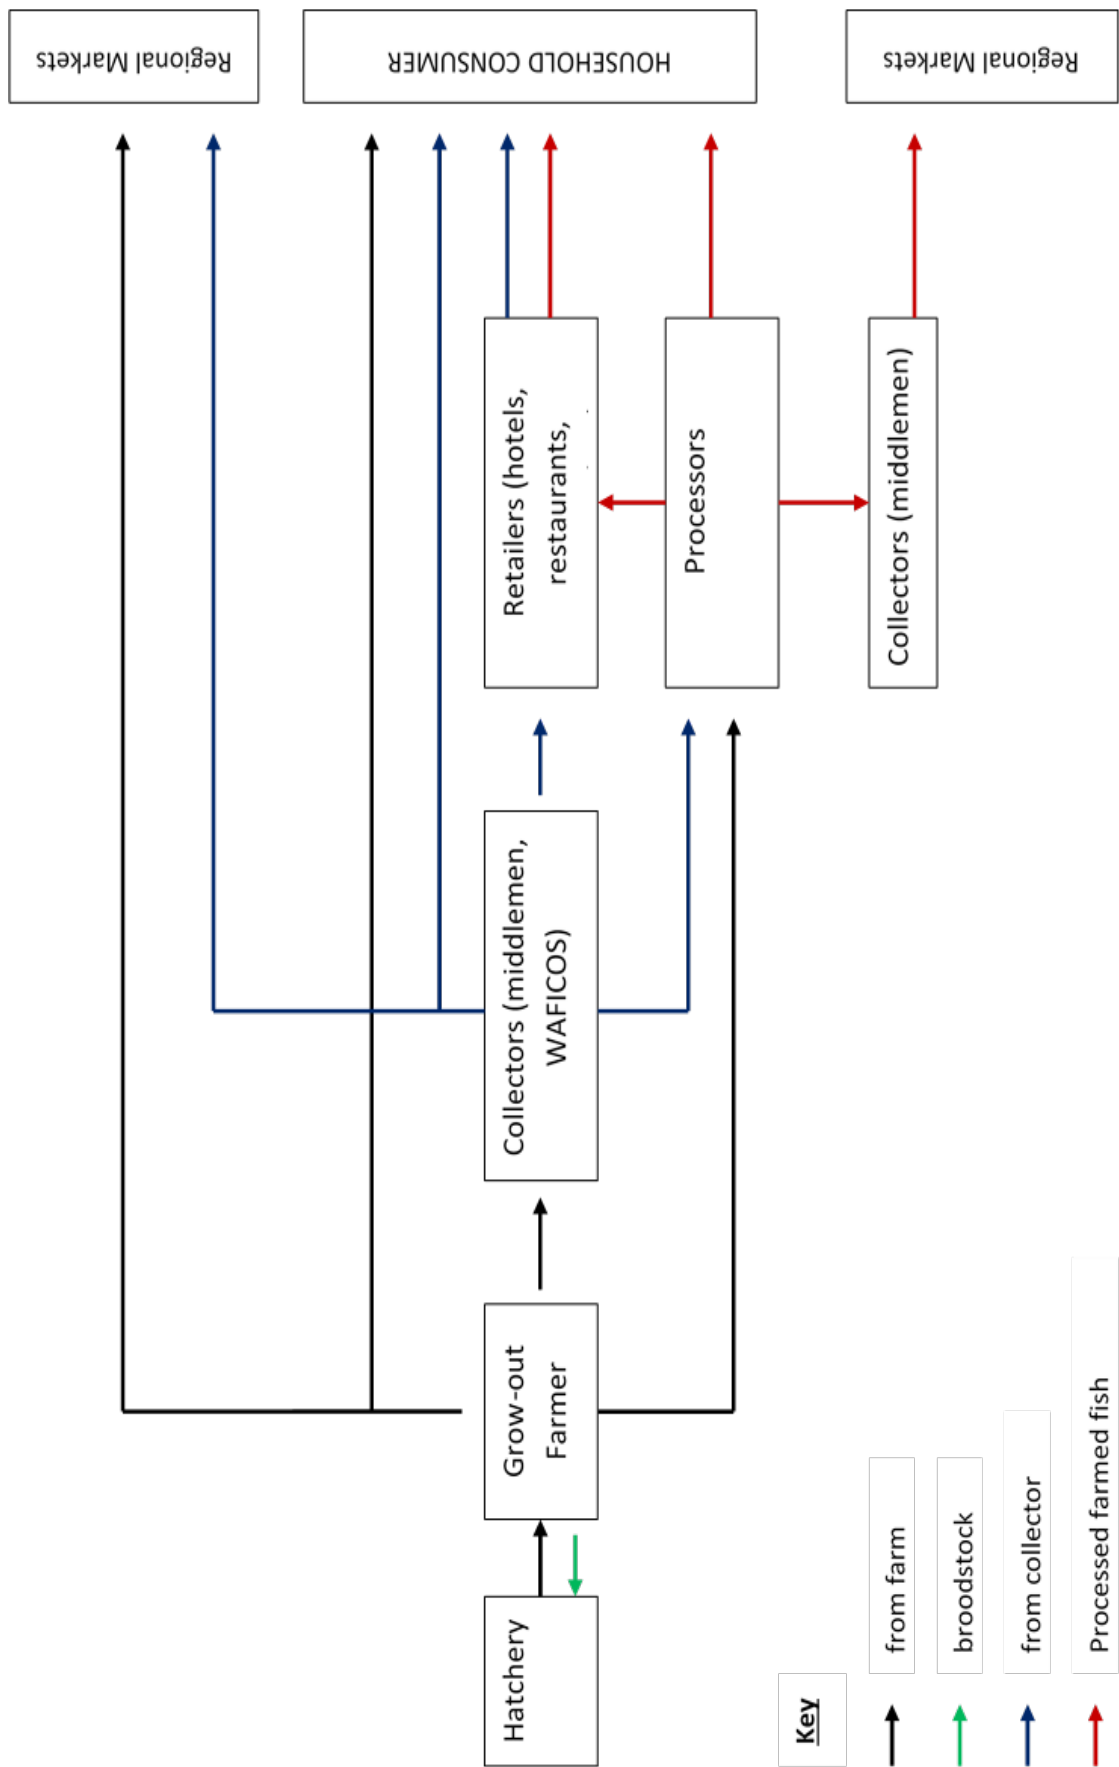 Hatchery
Grow-out
Farmer
Collectors (middlemen,
WAFICOS)
Retailers (hotels,
restaurants,
Processors
Collectors (middlemen)
Regional Markets
HOUSEHOLD CONSUMER
Regional Markets
Key
from farm
broodstock
from collector
Processed farmed fish